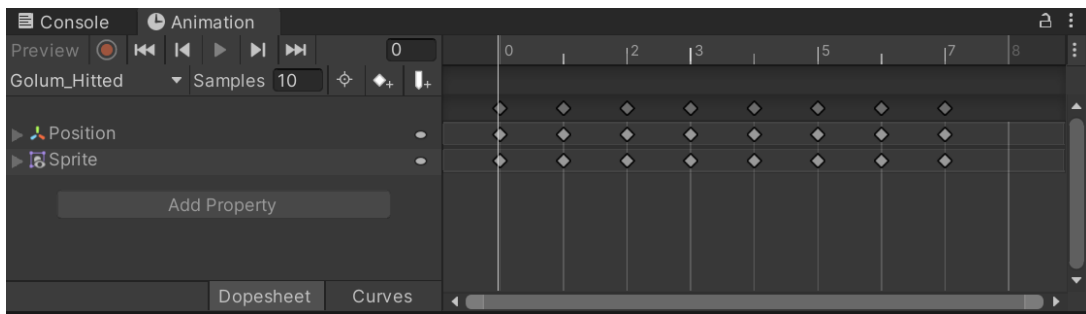 Console Animation
Preview 0 0 2 3 5 7 8
Golum_Hitted Samples 10
Position
Sprite
Add Property
Dopesheet Curves